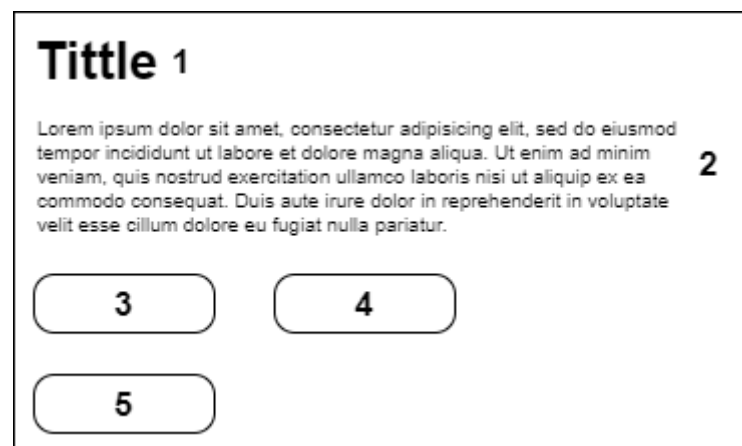 Tittle 1
Lorem ipsum dolor sit amet, consectetur adipisicing elit, sed do eiusmod
tempor incididunt ut labore et dolore magna aliqua. Ut enim ad minim
veniam, quis nostrud exercitation ullamco laboris nisi ut aliquip ex ea
commodo consequat. Duis aute irure dolor in reprehenderit in voluptate
velit esse cillum dolore eu fugiat nulla pariatur.
2
3 4
5